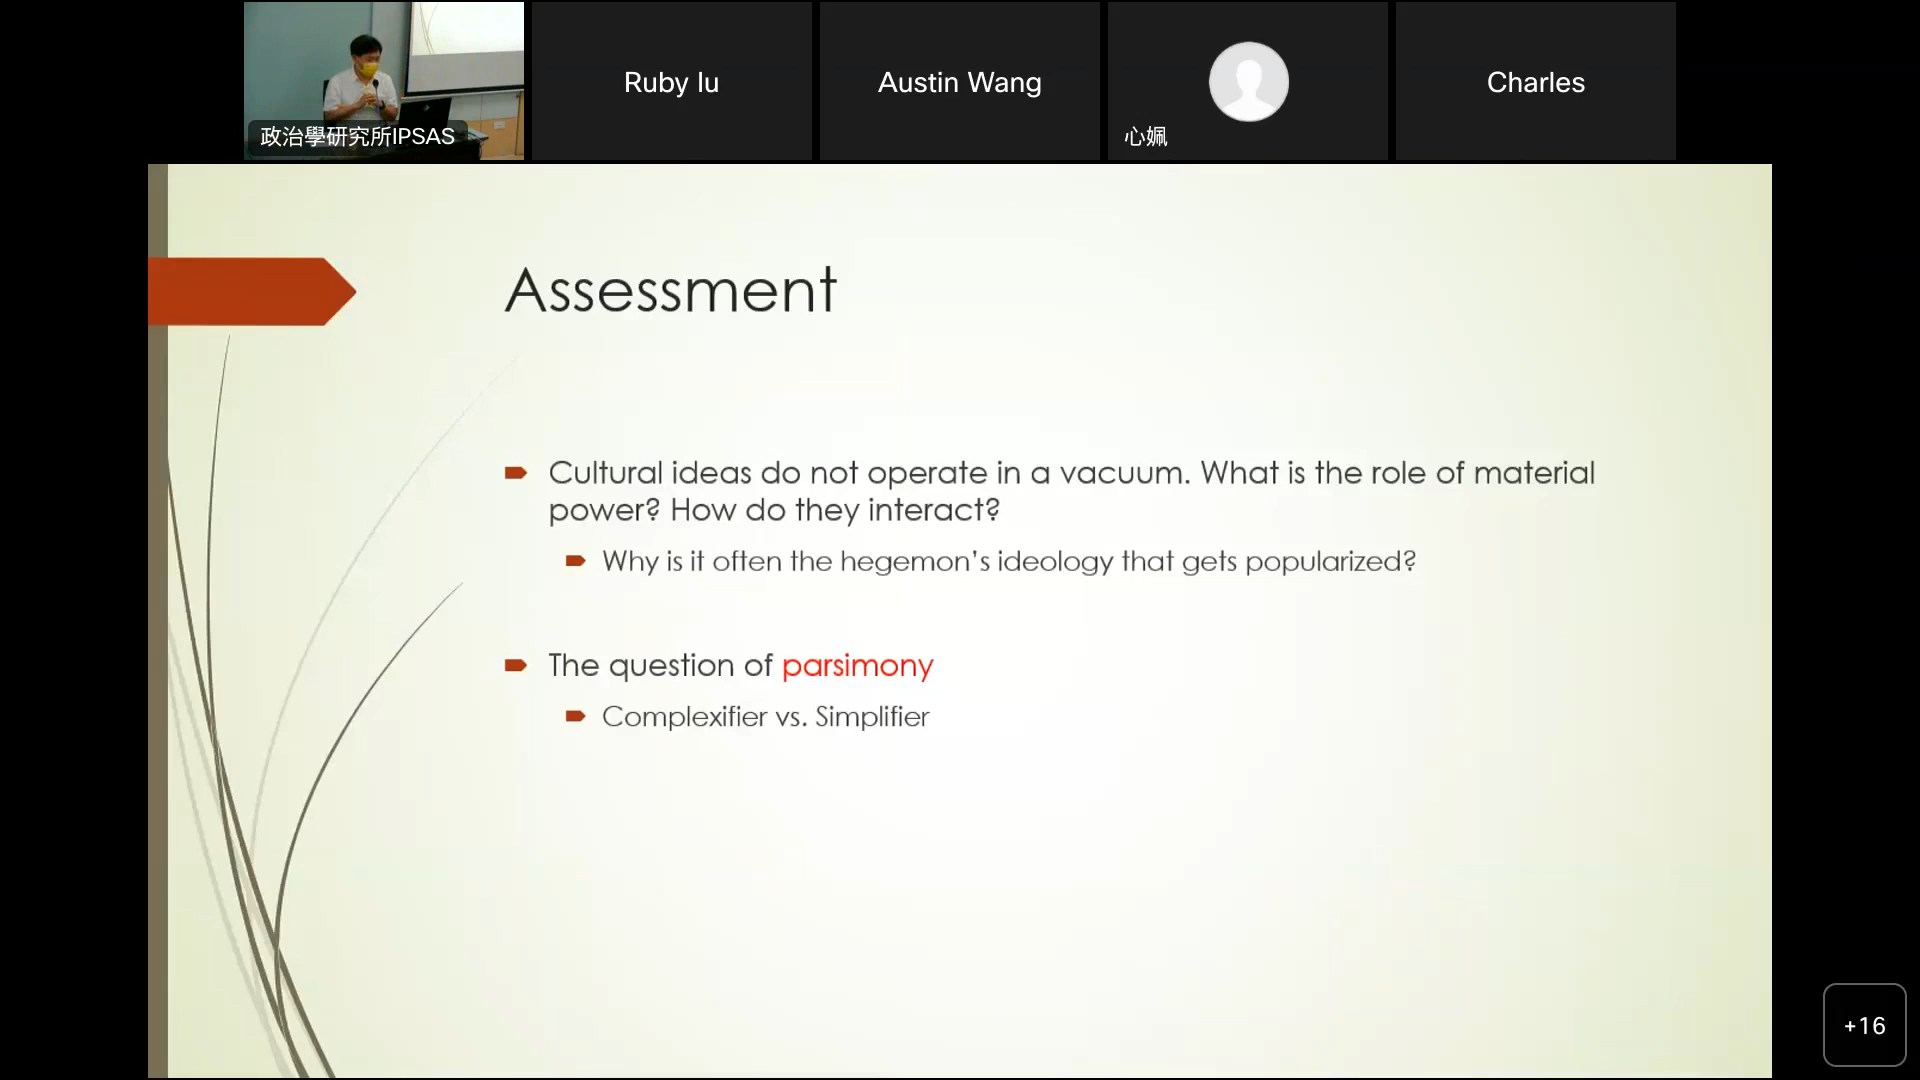 政治學研究所IPSAS
Ruby lu
Austin Wang
心姵
Charles
Assessment
Cultural ideas do not operate in a vacuum. What is the role of material
power? How do they interact?
Why is it often the hegemon’s ideology that gets popularized?
The question of parsimony
Complexifier vs. Simplifier
+16